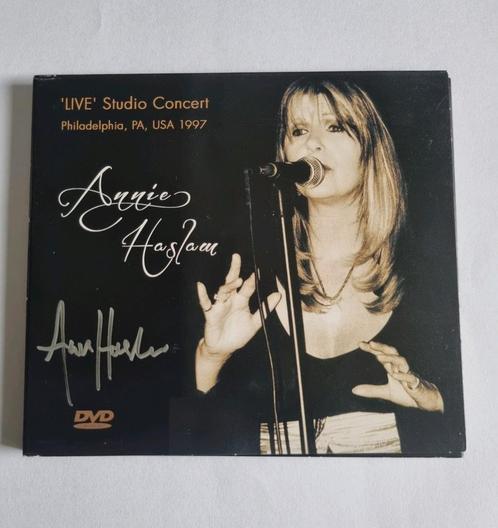 'LIVE' Studio Concert
Philadelphia, PA, USA 1997
Annie
Haslam
DVD